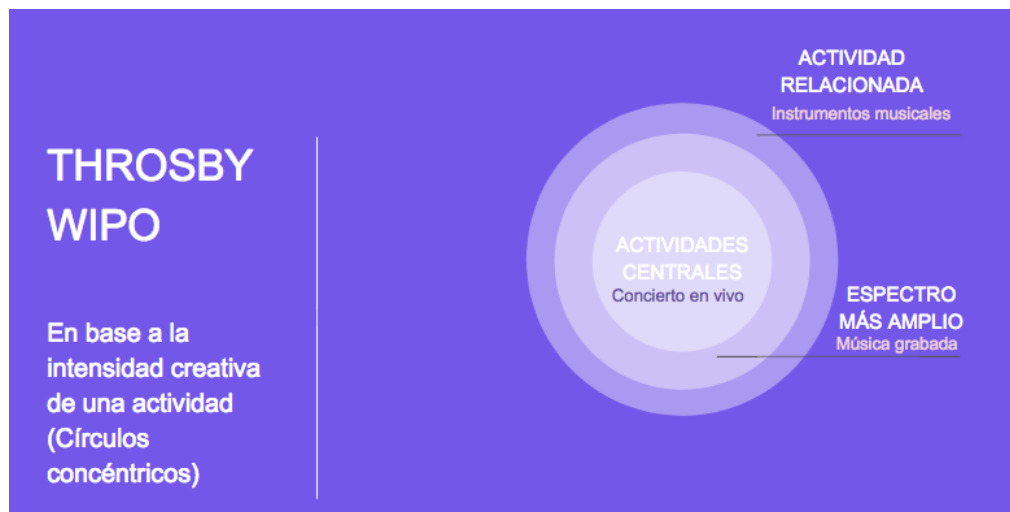 THROSBY
WIPO
En base a la
intensidad creativa
de una actividad
(Círculos
concéntricos)
ACTIVIDAD
RELACIONADA
Instrumentos musicales
ACTIVIDADES
CENTRALES
Concierto en vivo
ESPECTRO
MÁS AMPLIO
Música grabada